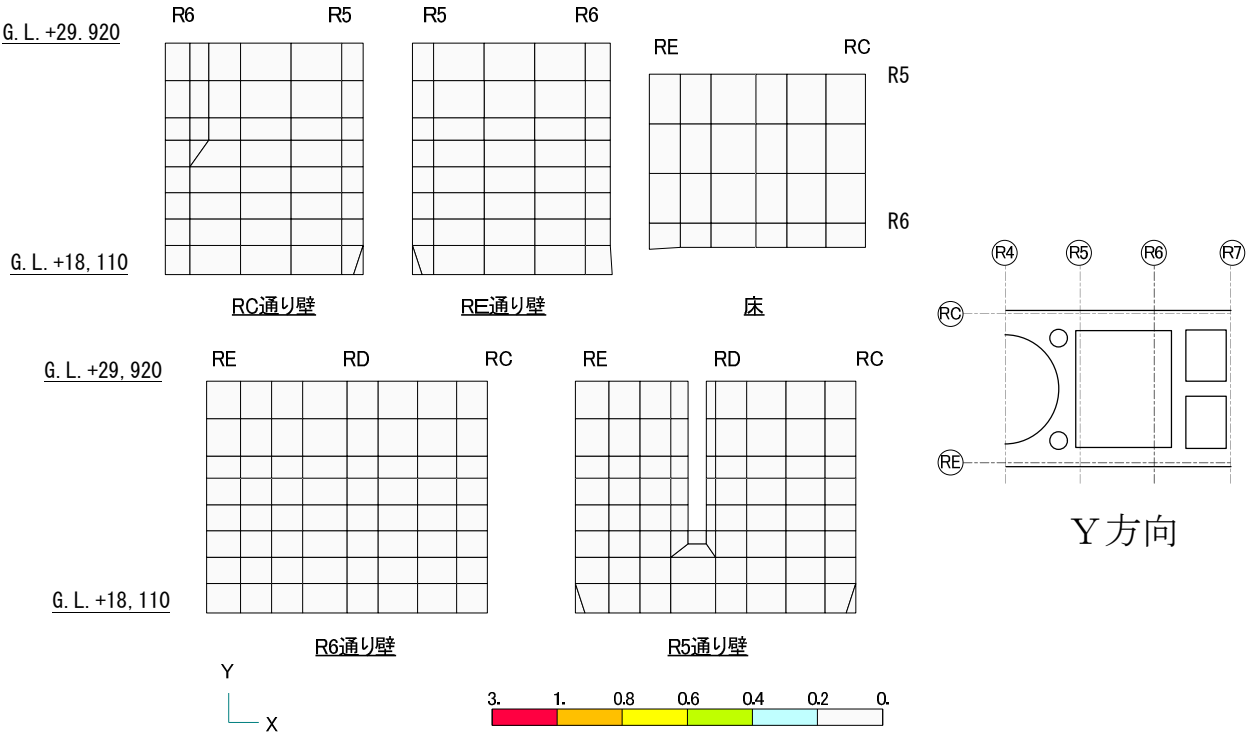 R6 R5 R5 R6
G.L.+29.920
RE RC
R5
R6
G.L.+18,110
RC通り壁 RE通り壁 床
R4 R5 R6 R7
RC
RE
Y方向
RE RD RC RE RD RC
G.L.+29,920
G.L.+18,110
R6通り壁 R5通り壁
Y
X
3. 1. 0.8 0.6 0.4 0.2 0.